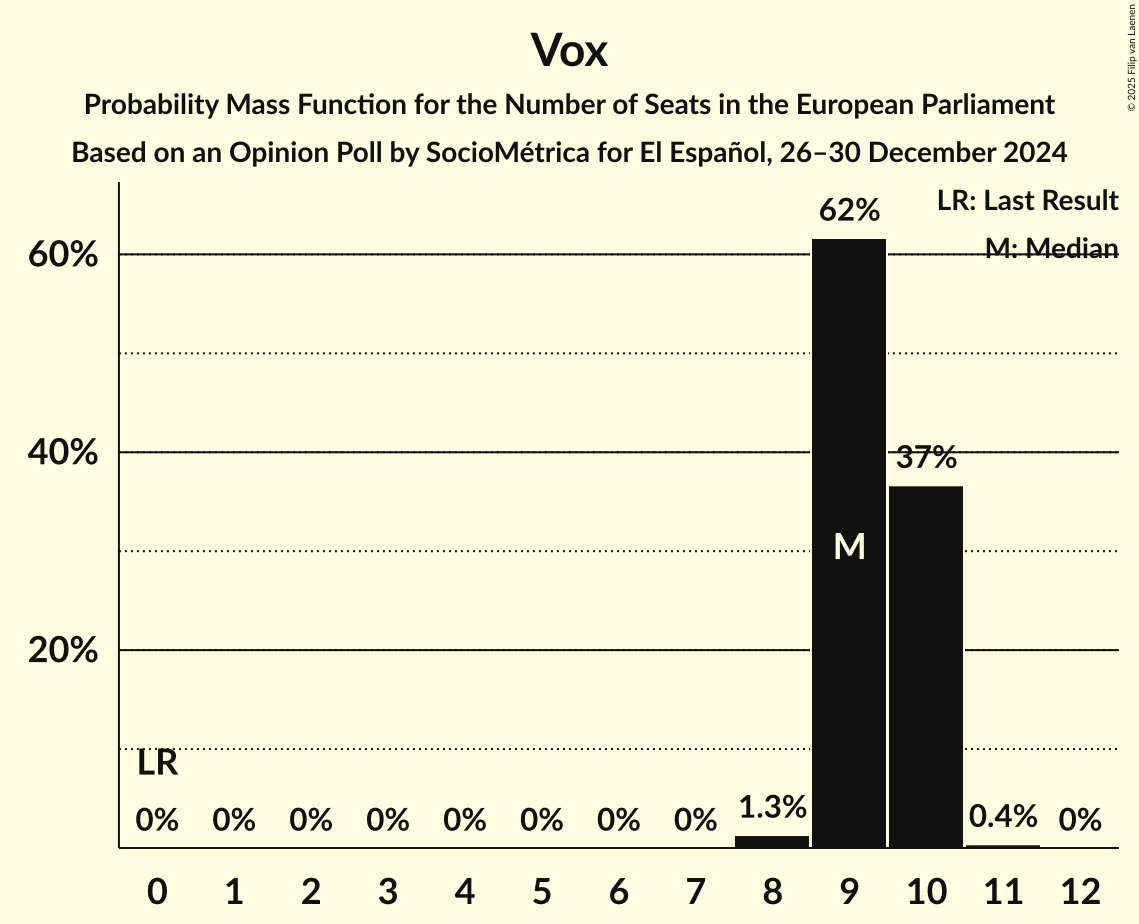 Vox
Probability Mass Function for the Number of Seats in the European Parliament
Based on an Opinion Poll by SocioMétrica for El Español, 26–30 December 2024
© 2025 Filip van Laenen
LR: Last Result
M: Median
60%
40%
20%
62%
37%
M
LR
0% 0% 0% 0% 0% 0% 0% 0% 1.3% 0.4% 0%
0 1 2 3 4 5 6 7 8 9 10 11 12